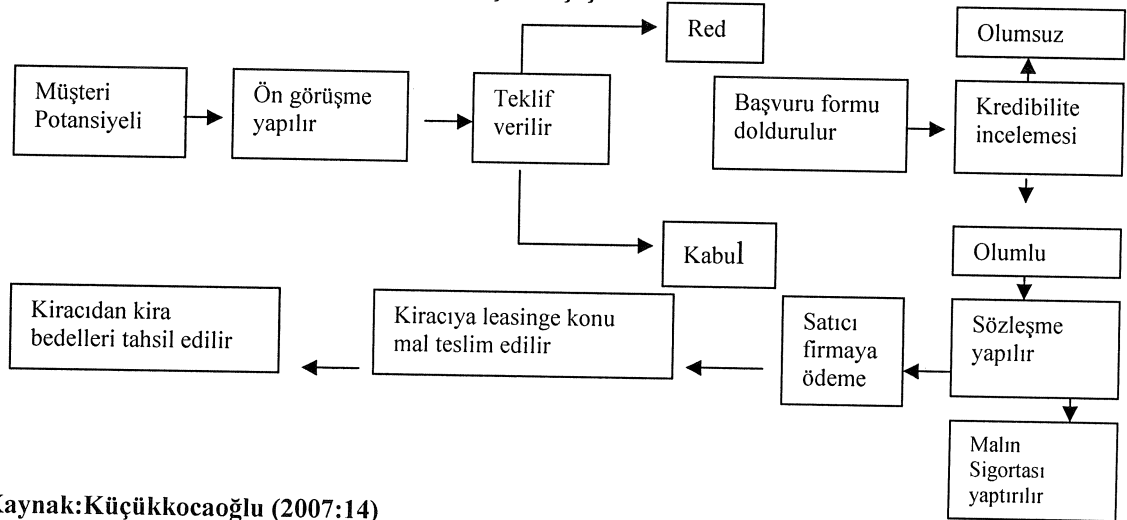 Red
Olumsuz
Müşteri
Potansiyeli
Ön görüşme
yapılır
Teklif
verilir
Başvuru formu
doldurulur
Kredibilite
incelemesi
Kabul
Olumlu
Kiracıdan kira
bedelleri tahsil edilir
Kiracıya leasinge konu
mal teslim edilir
Satıcı
firmaya
ödeme
Sözleşme
yapılır
Malın
Sigortası
yaptırılır
Kaynak:Küçükkocaoğlu (2007:14)